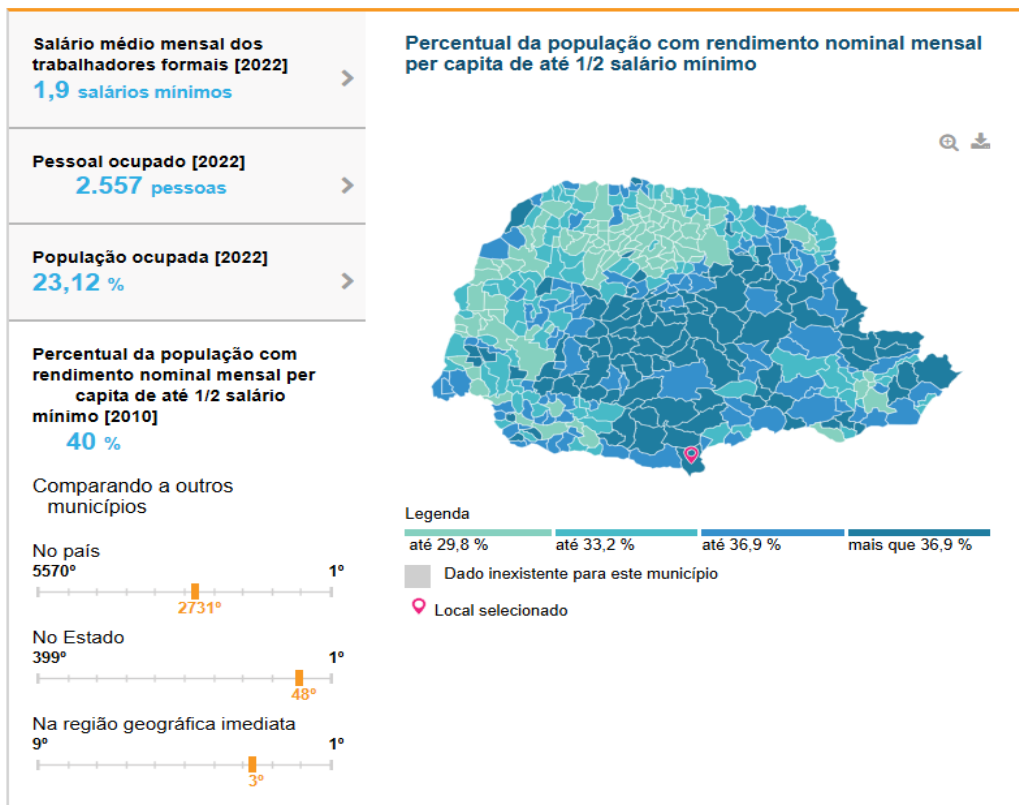 Salário médio mensal dos
trabalhadores formais [2022]
1,9 salários mínimos
Pessoal ocupado [2022]
2.557 pessoas
População ocupada [2022]
23,12 %
Percentual da população com
rendimento nominal mensal per
capita de até 1/2 salário
mínimo [2010]
40 %
Comparando a outros
municípios
No país
5570º 1º
2731º
No Estado
399º 1º
48º
Na região geográfica imediata
9º 1º
3º
Percentual da população com rendimento nominal mensal
per capita de até 1/2 salário mínimo
Legenda
até 29,8 % até 33,2 % até 36,9 % mais que 36,9 %
Dado inexistente para este município
Local selecionado